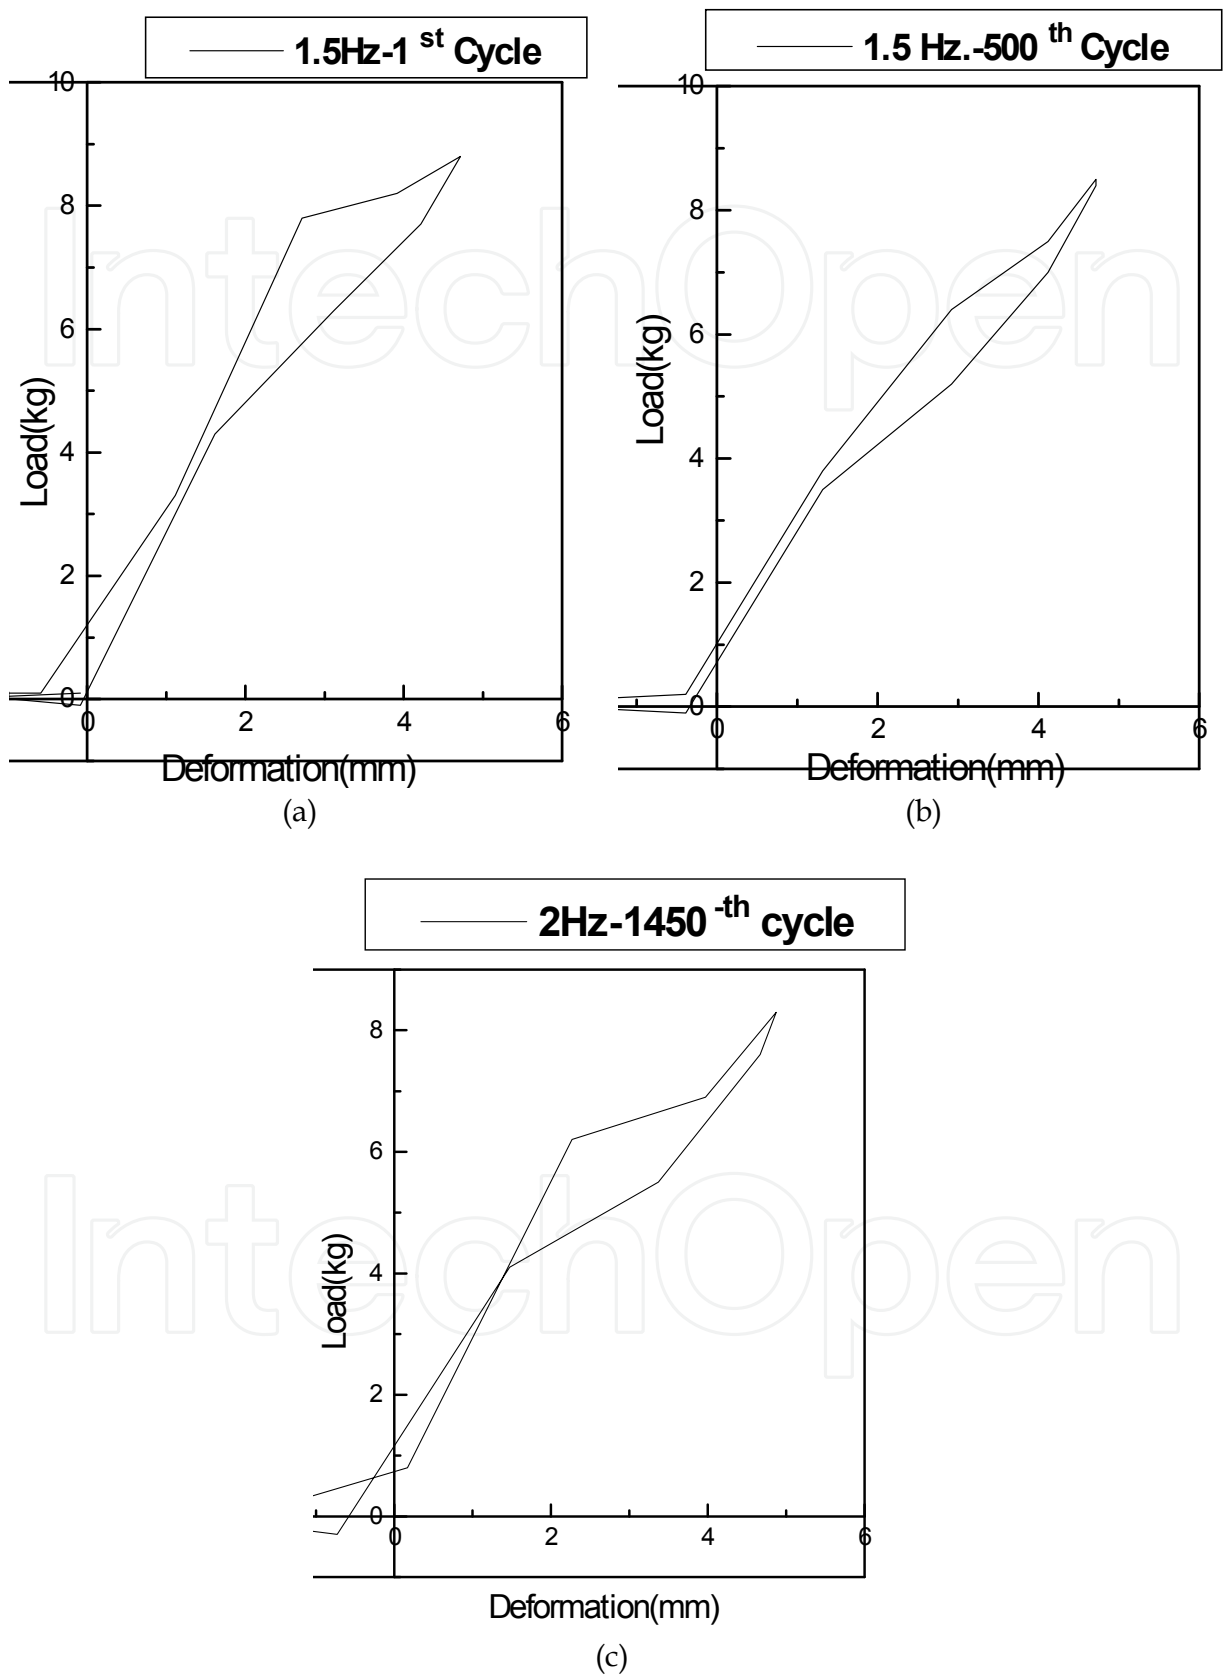 1.5Hz-1 st Cycle
10
8
6
4
2
0
0 2 4 6
Load(kg)
Deformation(mm)
(a)
1.5 Hz.-500 th Cycle
10
8
6
4
2
0
0 2 4 6
Load(kg)
Deformation(mm)
(b)
2Hz-1450 -th cycle
8
6
4
2
0
0 2 4 6
Load(kg)
Deformation(mm)
(c)
IntechOpen
IntechOpen